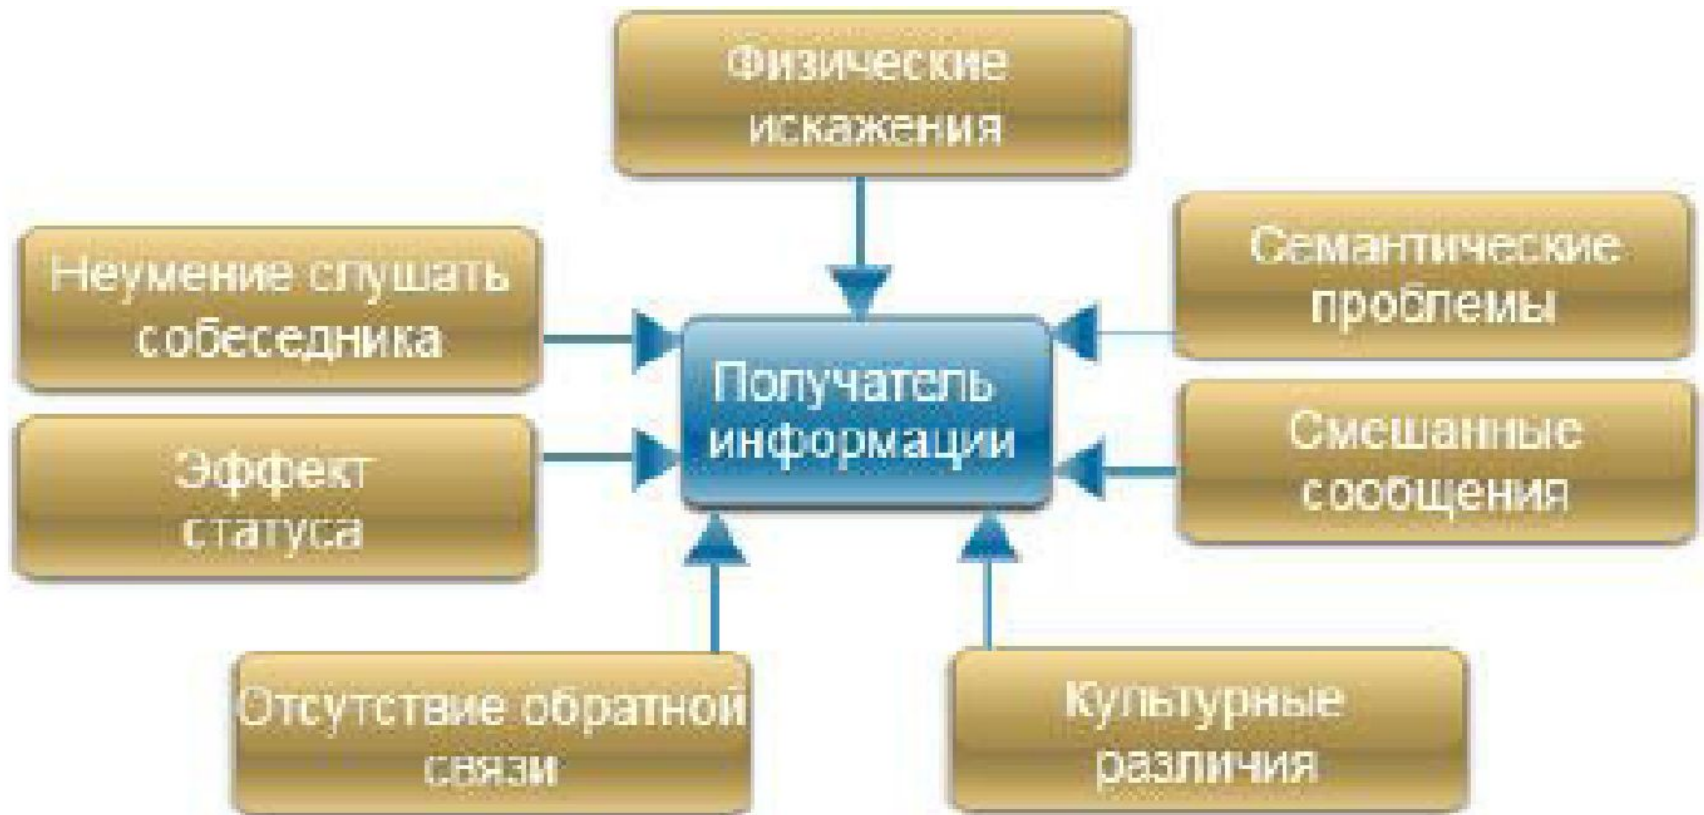 Физические
искажения
Неумение слушать
собеседника
Семантические
проблемы
Получатель
информации
Эффект
статуса
Смешанные
сообщения
Отсутствие обратной
связи
Культурные
различия